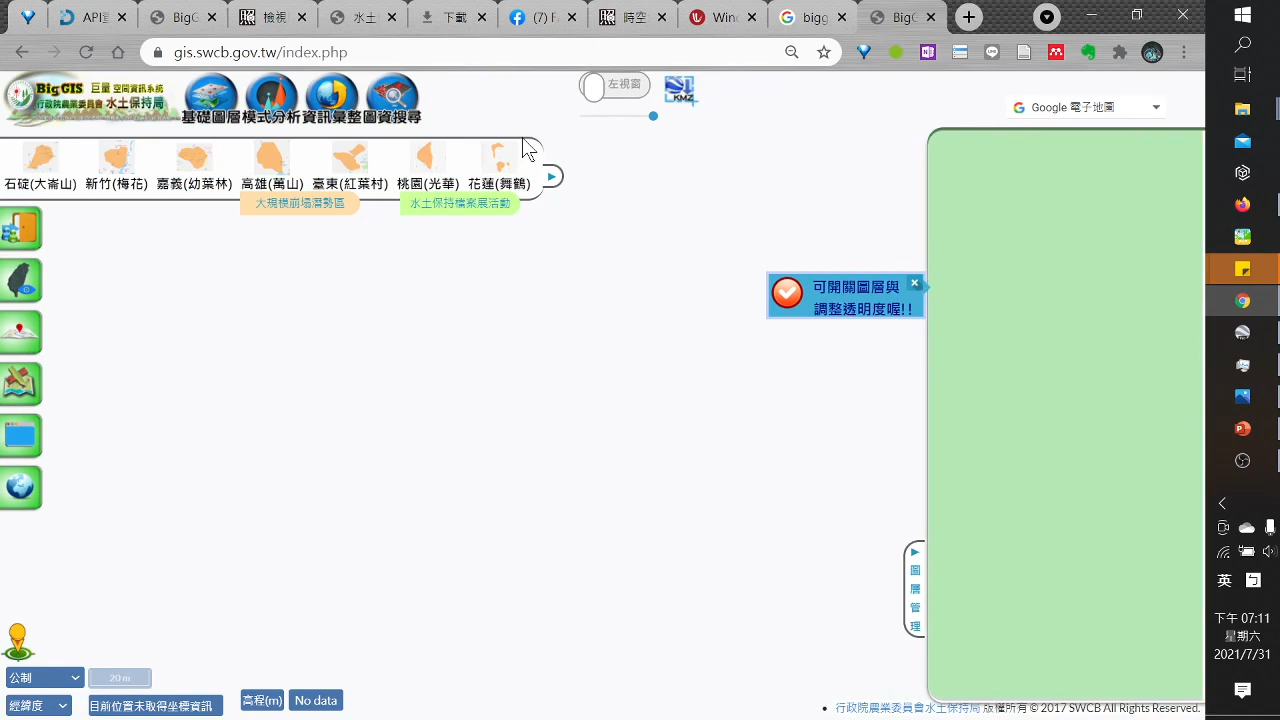 API
BigG
檢視
水土
下載
(7) F
時空
Win
bigg
BigG
gis.swcb.gov.tw/index.php
Big GIS 巨量 空間資訊系統
行政院農業委員會 水土保持局
基礎圖層 模式分析 資訊彙整 圖資搜尋
左視窗
KMZ
Google 電子地圖
石碇(大崙山) 新竹(梅花) 嘉義(幼葉林) 高雄(萬山) 臺東(紅葉村) 桃園(光華) 花蓮(舞鶴)
大規模崩塌潛勢區
水土保持檔案展活動
可開關圖層與
調整透明度喔!!
圖層管理
公制
20 m
經緯度
目前位置未取得坐標資訊
高程(m)
No data
行政院農業委員會水土保持局 版權所有 © 2017 SWCB All Rights Reserved.
英
下午 07:11
星期六
2021/7/31